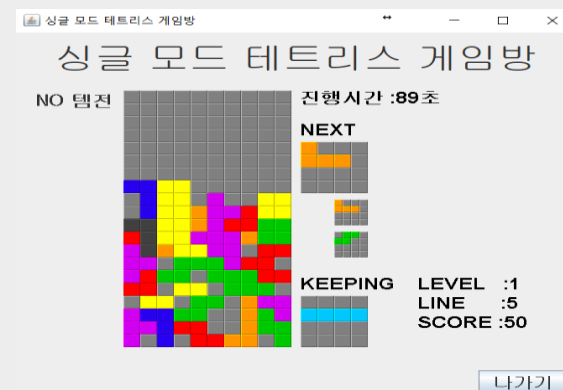 싱글 모드 테트리스 게임방
싱글 모드 테트리스 게임방
NO 템전
진행시간 :89초
NEXT
KEEPING
LEVEL :1
LINE :5
SCORE :50
나가기